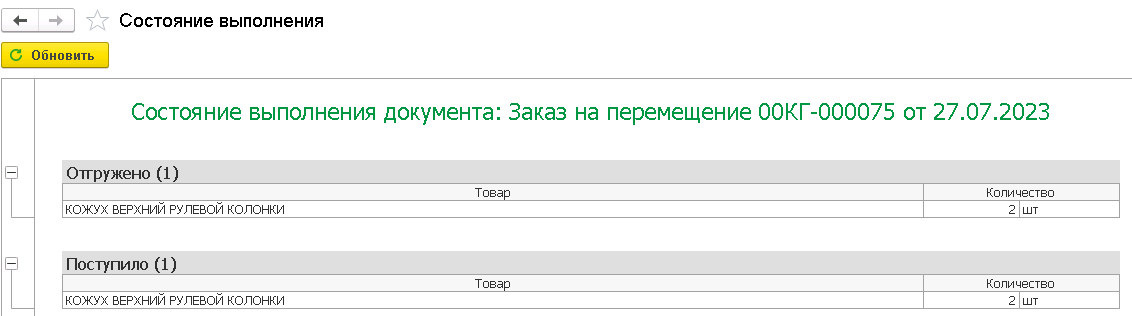 Состояние выполнения
Обновить
Состояние выполнения документа: Заказ на перемещение 00КГ-000075 от 27.07.2023
Отгружено (1)
Товар Количество
КОЖУХ ВЕРХНИЙ РУЛЕВОЙ КОЛОНКИ 2 шт
Поступило (1)
Товар Количество
КОЖУХ ВЕРХНИЙ РУЛЕВОЙ КОЛОНКИ 2 шт